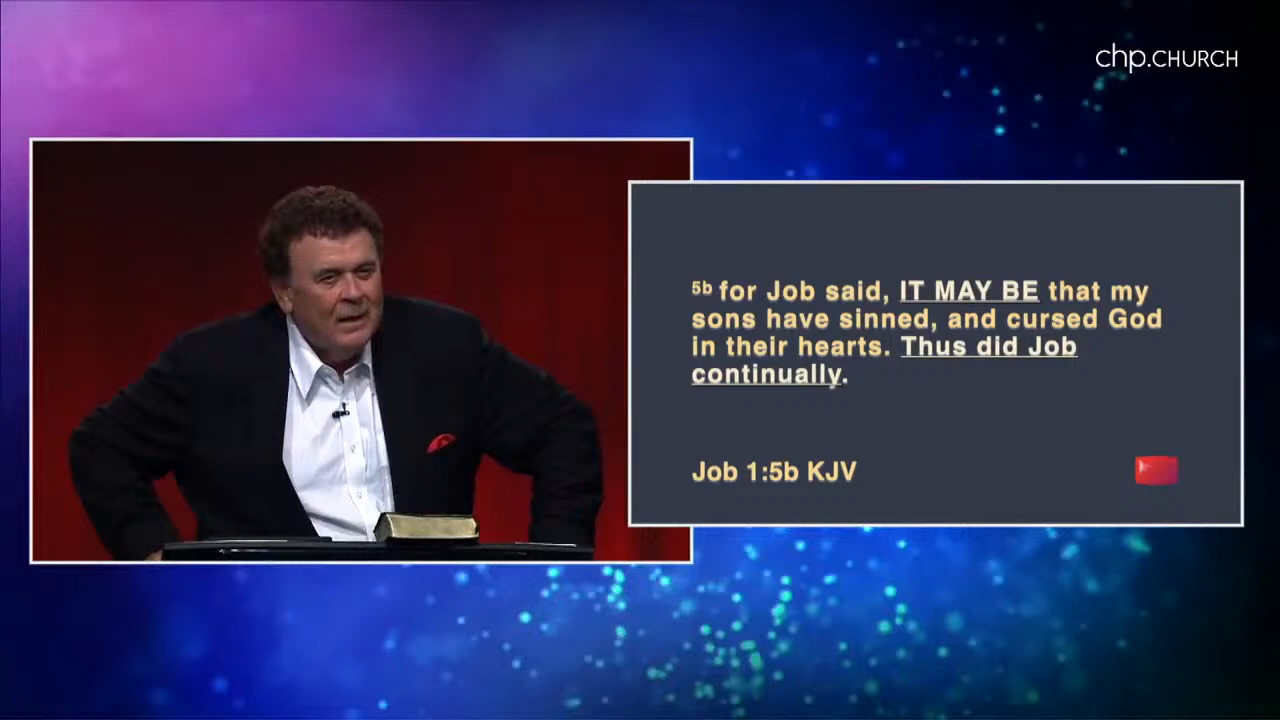 chp.CHURCH
5b for Job said, IT MAY BE that my
sons have sinned, and cursed God
in their hearts. Thus did Job
continually.
Job 1:5b KJV